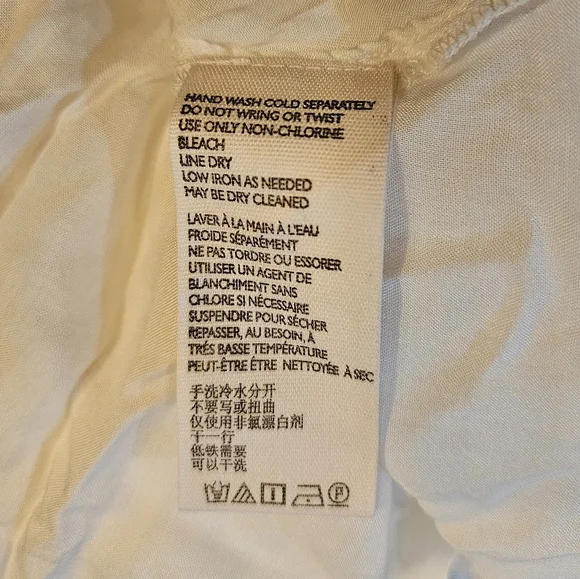 HAND WASH COLD SEPARATELY
DO NOT WRING OR TWIST
USE ONLY NON-CHLORINE
BLEACH
LINE DRY
LOW IRON AS NEEDED
MAY BE DRY CLEANED
LAVER À LA MAIN À L'EAU
FROIDE SÉPARÉMENT
NE PAS TORDRE OU ESSORER
UTILISER UN AGENT DE
BLANCHIMENT SANS
CHLORE SI NÉCESSAIRE
SUSPENDRE POUR SÉCHER
REPASSER, AU BESOIN, À
TRÉS BASSE TEMPÉRATURE
PEUT-ÊTRE ÉTRE NETTOYÉE À SEC
手洗冷水分开
不要写或扭曲
仅使用非氯漂白剂
干一行
低铁需要
可以干洗
P